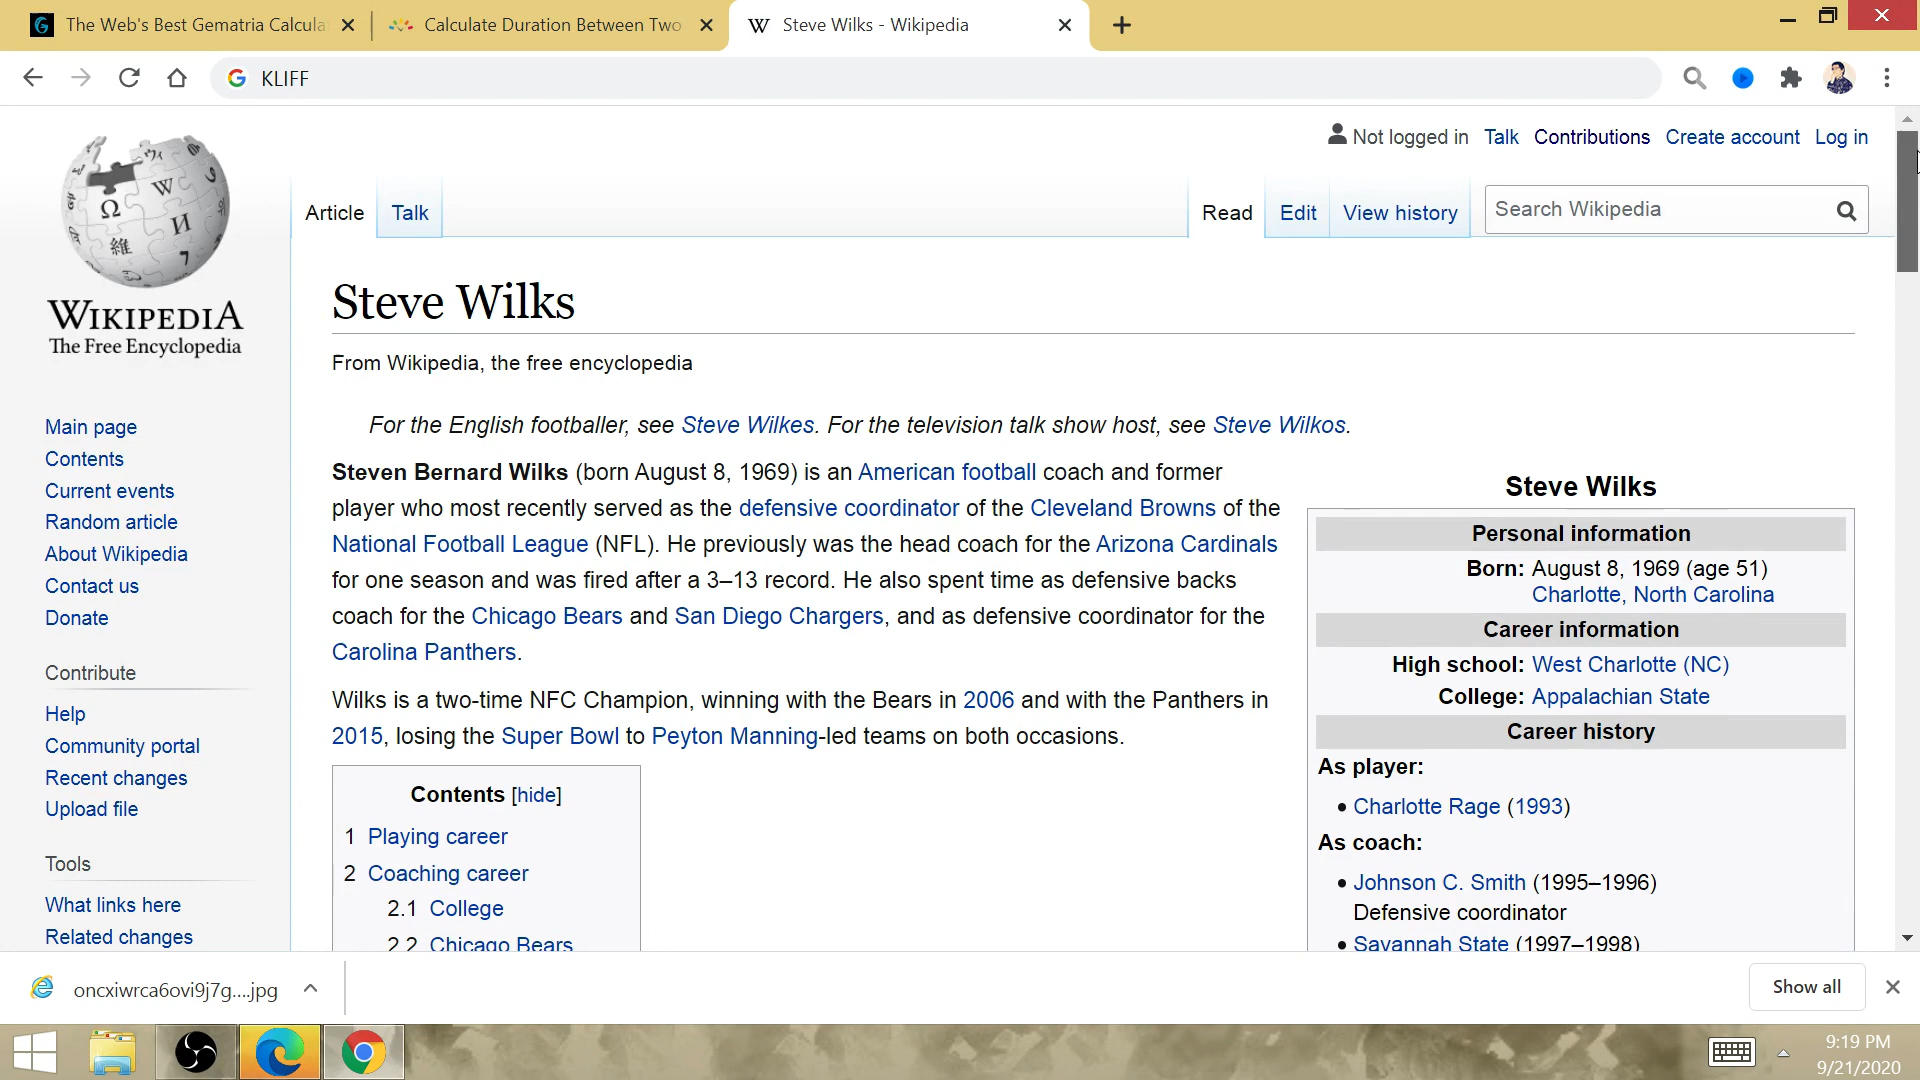 The Web's Best Gematria Calcula
Calculate Duration Between Two
Steve Wilks - Wikipedia
KLIFF
Not logged in Talk Contributions Create account Log in
Article Talk Read Edit View history Search Wikipedia
WIKIPEDIA
The Free Encyclopedia
Main page
Contents
Current events
Random article
About Wikipedia
Contact us
Donate
Contribute
Help
Community portal
Recent changes
Upload file
Tools
What links here
Related changes
Steve Wilks
From Wikipedia, the free encyclopedia
For the English footballer, see Steve Wilkes. For the television talk show host, see Steve Wilkos.
Steven Bernard Wilks (born August 8, 1969) is an American football coach and former
player who most recently served as the defensive coordinator of the Cleveland Browns of the
National Football League (NFL). He previously was the head coach for the Arizona Cardinals
for one season and was fired after a 3–13 record. He also spent time as defensive backs
coach for the Chicago Bears and San Diego Chargers, and as defensive coordinator for the
Carolina Panthers.
Wilks is a two-time NFC Champion, winning with the Bears in 2006 and with the Panthers in
2015, losing the Super Bowl to Peyton Manning-led teams on both occasions.
Contents [hide]
1 Playing career
2 Coaching career
2.1 College
2.2 Chicago Bears
Steve Wilks
Personal information
Born: August 8, 1969 (age 51)
Charlotte, North Carolina
Career information
High school: West Charlotte (NC)
College: Appalachian State
Career history
As player:
• Charlotte Rage (1993)
As coach:
• Johnson C. Smith (1995–1996)
Defensive coordinator
• Savannah State (1997–1998)
oncxiwrca6ovi9j7g....jpg
Show all
9:19 PM
9/21/2020